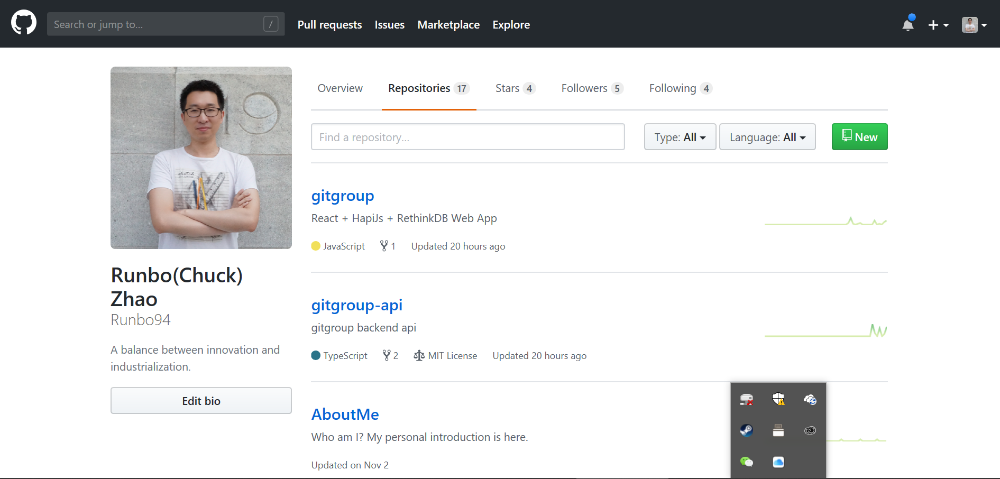 Search or jump to...
/
Pull requests
Issues
Marketplace
Explore
Overview
Repositories 17
Stars 4
Followers 5
Following 4
Find a repository...
Type: All
Language: All
New
gitgroup
React + HapiJs + RethinkDB Web App
JavaScript
1
Updated 20 hours ago
gitgroup-api
gitgroup backend api
TypeScript
2
MIT License
Updated 20 hours ago
AboutMe
Who am I? My personal introduction is here.
Updated on Nov 2
Runbo(Chuck)
Zhao
Runbo94
A balance between innovation and
industrialization.
Edit bio